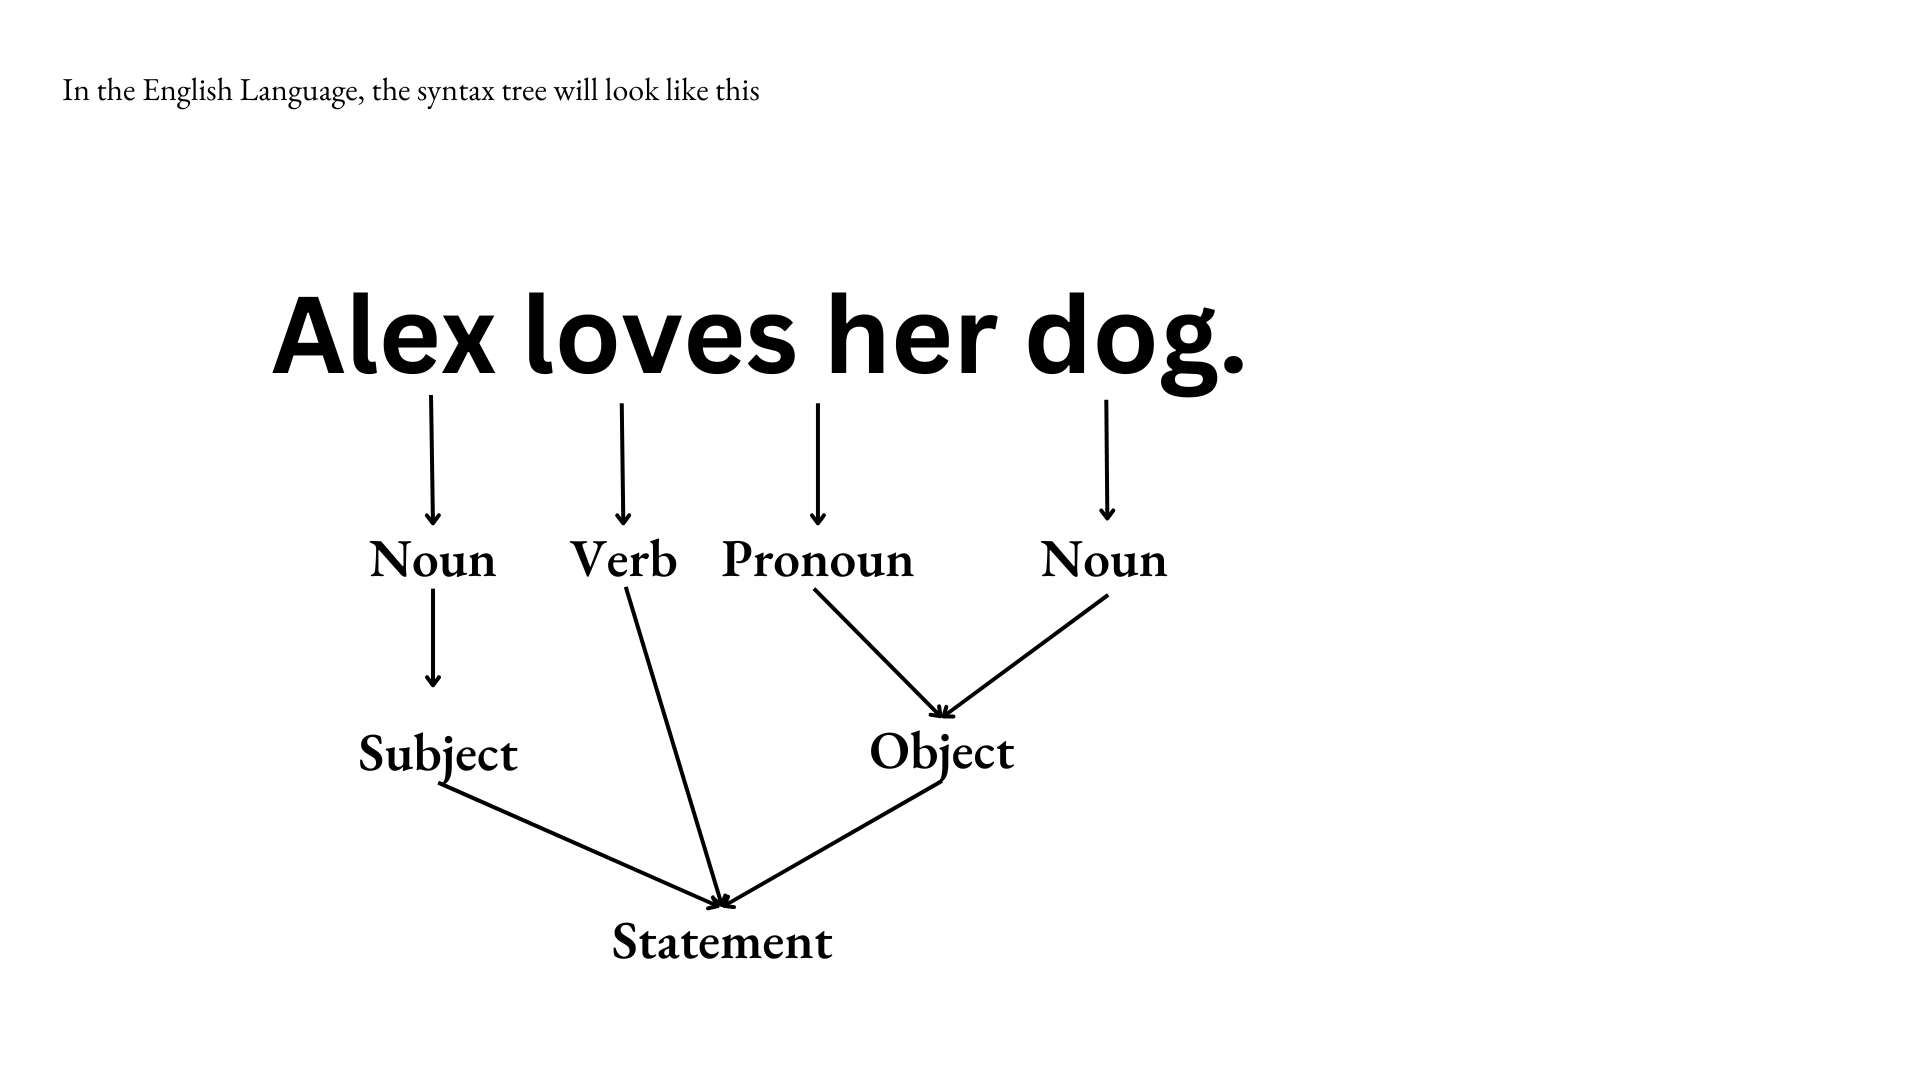 In the English Language, the syntax tree will look like this
Alex loves her dog.
Noun Verb Pronoun Noun
Subject Object
Statement